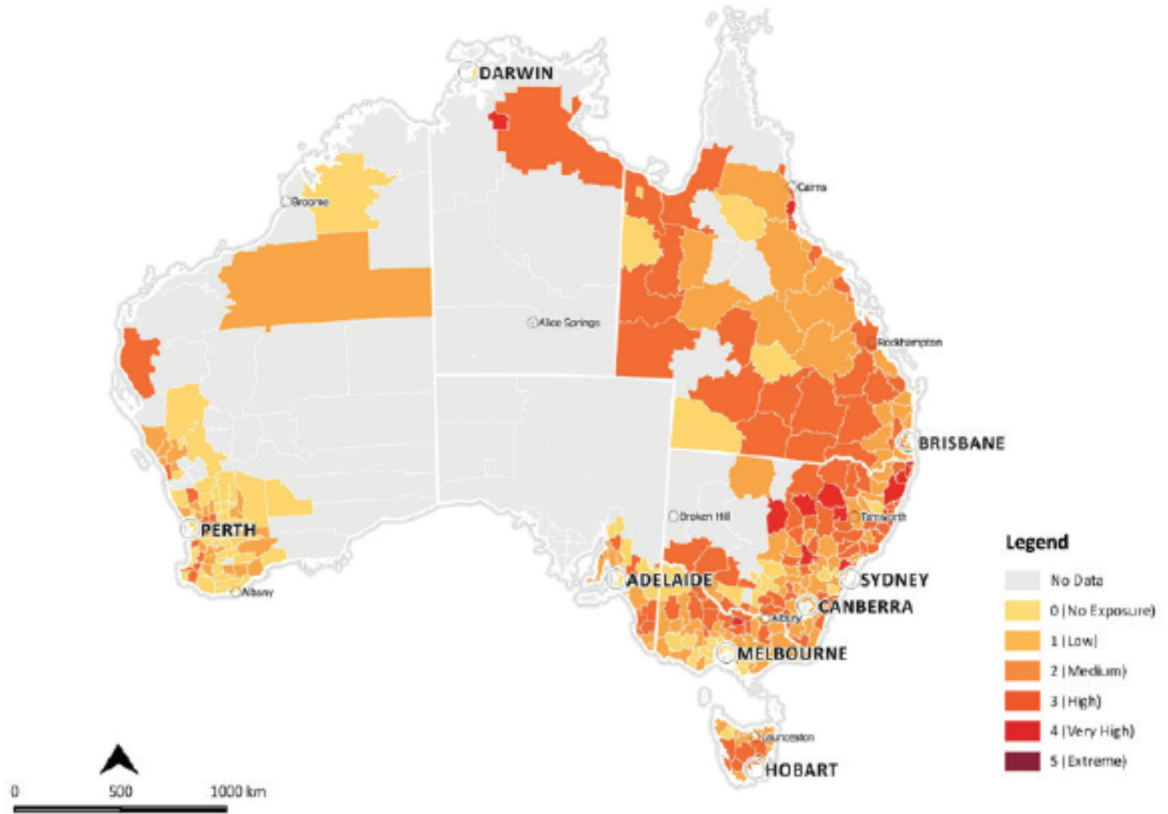 DARWIN
Cairns
Broome
Alice Springs
Rockhampton
BRISBANE
Broken Hill
Tamworth
PERTH
ADELAIDE
SYDNEY
Albany
CANBERRA
Albury
MELBOURNE
Launceston
HOBART
Legend
No Data
0 (No Exposure)
1 (Low)
2 (Medium)
3 (High)
4 (Very High)
5 (Extreme)
0 500 1000 km